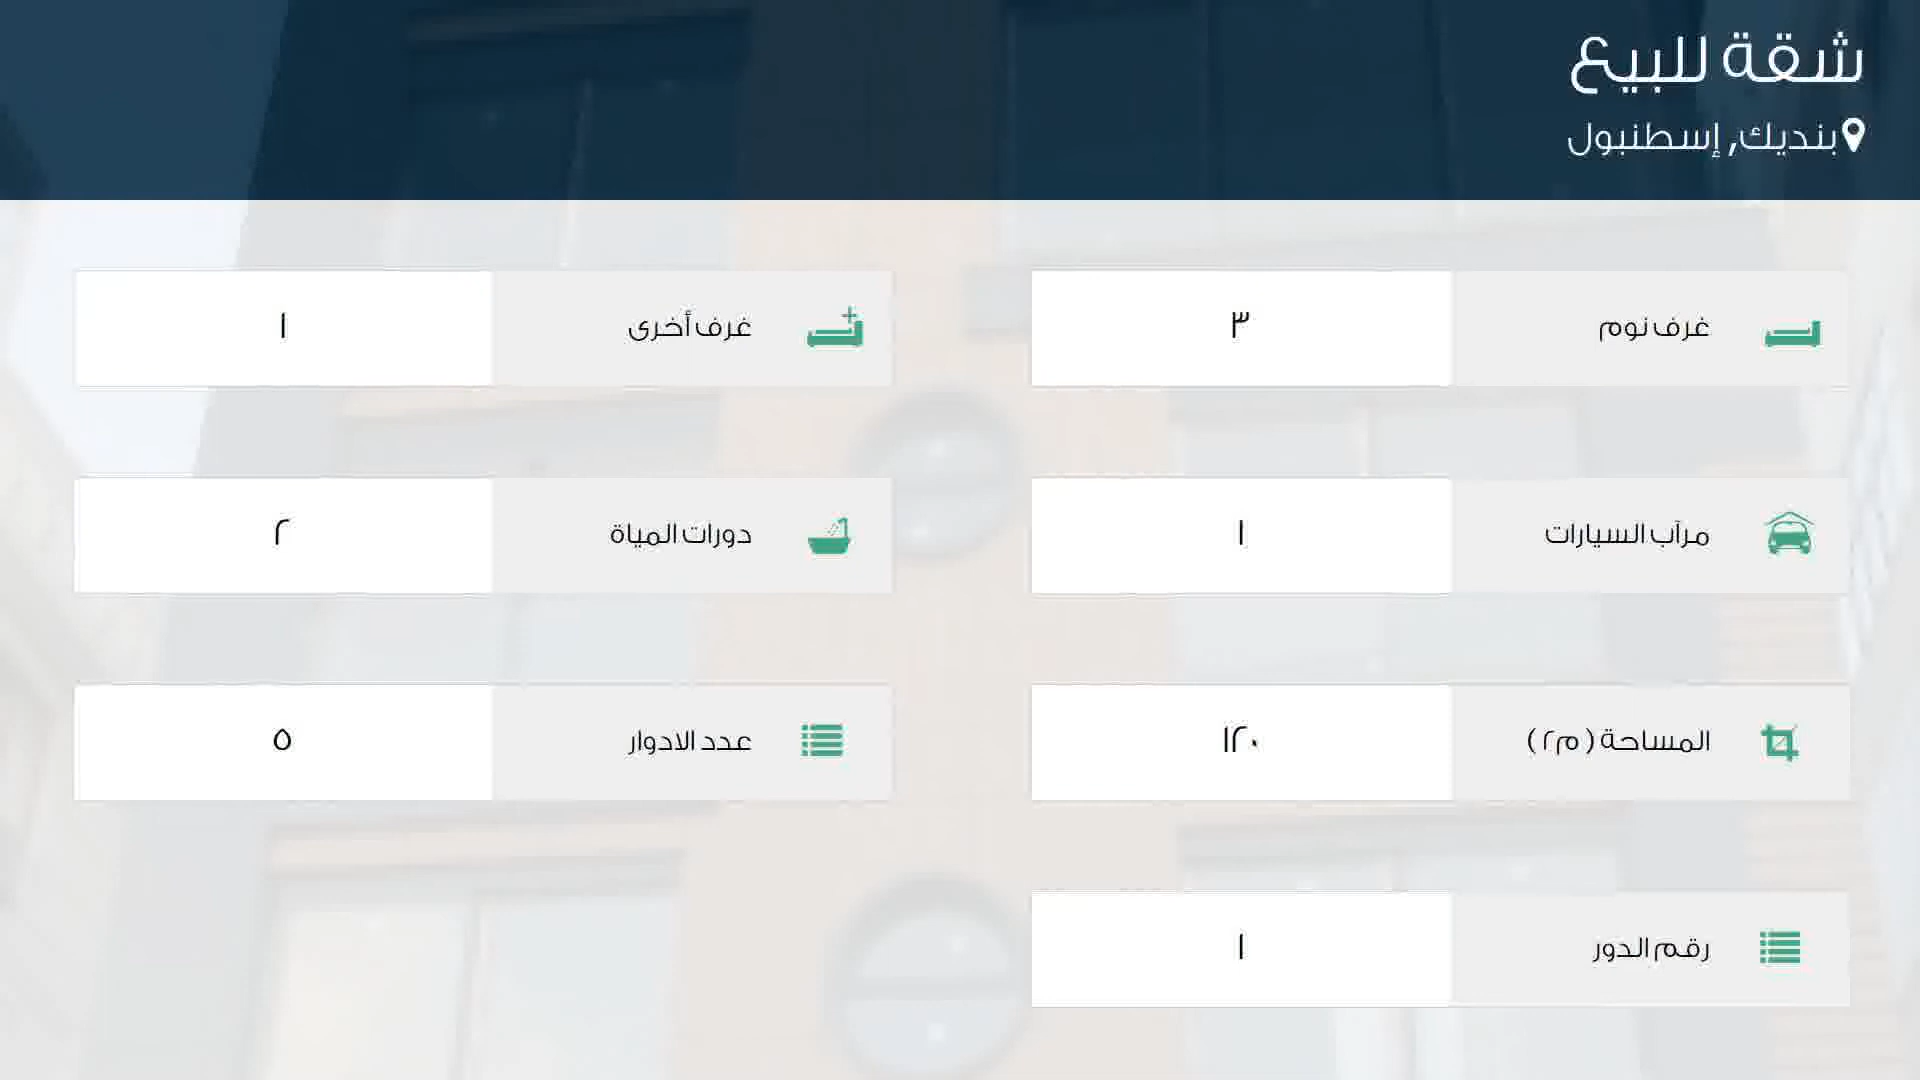 شقة للبيع
بنديك, إسطنبول
غرف نوم
٣
غرف أخرى
١
مرآب السيارات
١
دورات المياة
٢
المساحة ( م٢ )
١٢٠
عدد الادوار
٥
رقم الدور
١